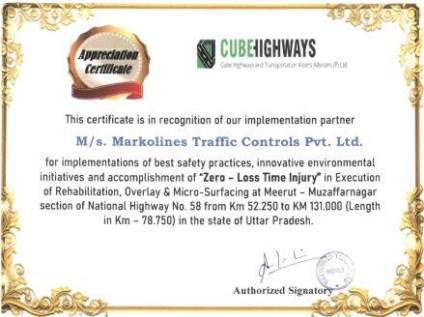 Appreciation
Certificate
CUBEHIGHWAYS
Cube Highways and Transportation Assets Advisors (P) Ltd
This certificate is in recognition of our implementation partner
M/s. Markolines Traffic Controls Pvt. Ltd.
for implementations of best safety practices, innovative environmental
initiatives and accomplishment of "Zero – Loss Time Injury" in Execution
of Rehabilitation, Overlay & Micro-Surfacing at Meerut – Muzaffarnagar
section of National Highway No. 58 from Km 52.250 to KM 131.000 (Length
in Km – 78.750) in the state of Uttar Pradesh.
Authorized Signatory